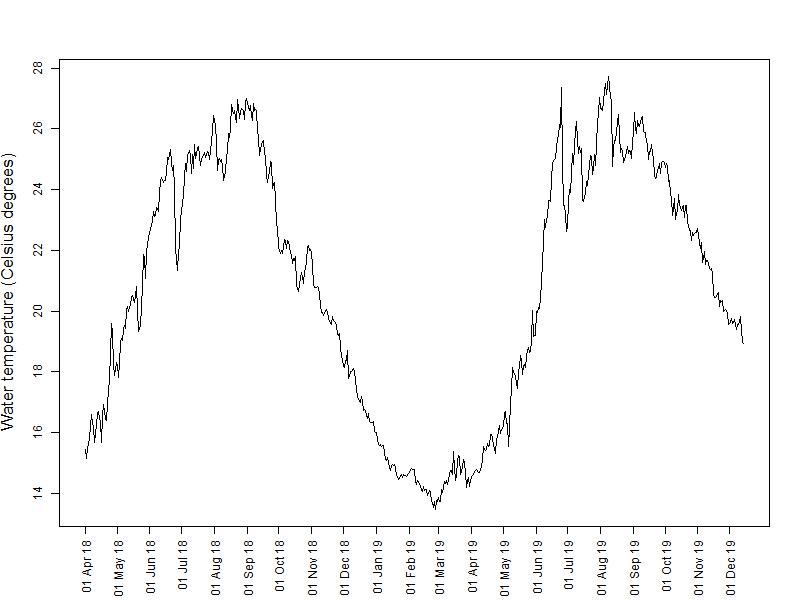 Water temperature (Celsius degrees)
28
26
24
22
20
18
16
14
01 Apr 18
01 May 18
01 Jun 18
01 Jul 18
01 Aug 18
01 Sep 18
01 Oct 18
01 Nov 18
01 Dec 18
01 Jan 19
01 Feb 19
01 Mar 19
01 Apr 19
01 May 19
01 Jun 19
01 Jul 19
01 Aug 19
01 Sep 19
01 Oct 19
01 Nov 19
01 Dec 19